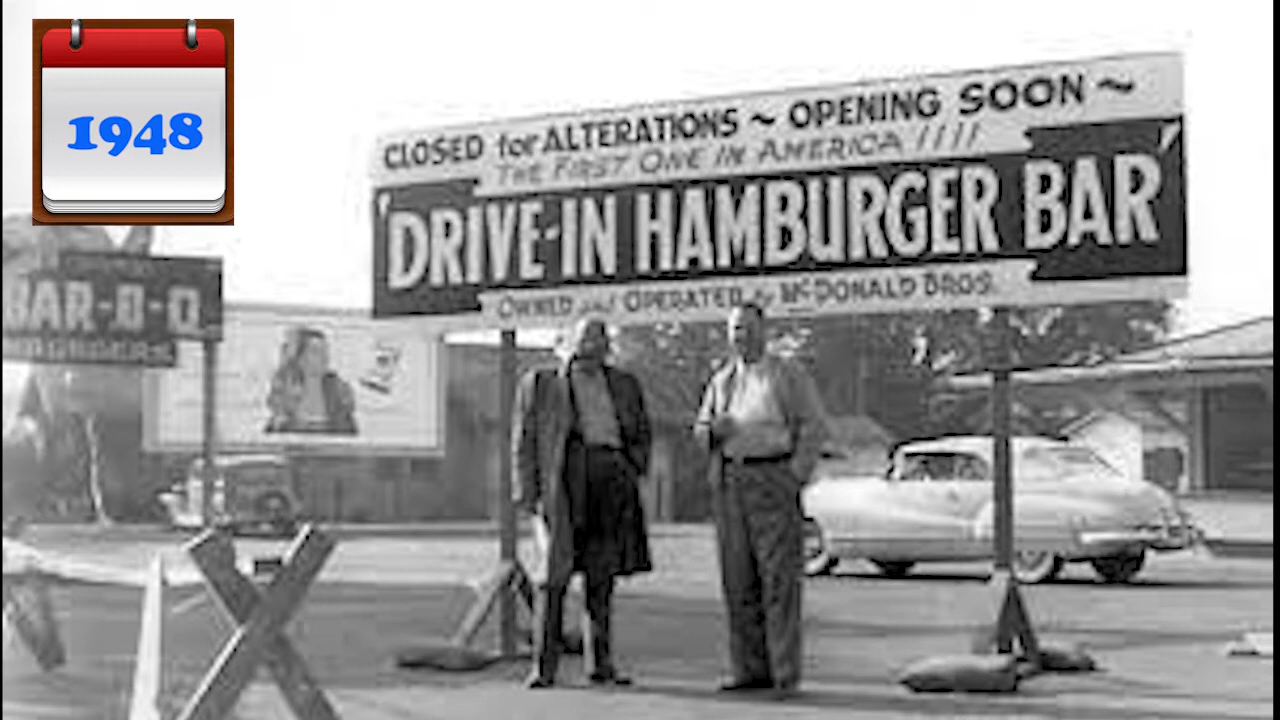 1948
CLOSED for ALTERATIONS ~ OPENING SOON ~
THE FIRST ONE IN AMERICA ////
'DRIVE-IN HAMBURGER BAR'
OWNED and OPERATED by McDONALD BROS.
BAR-B-Q